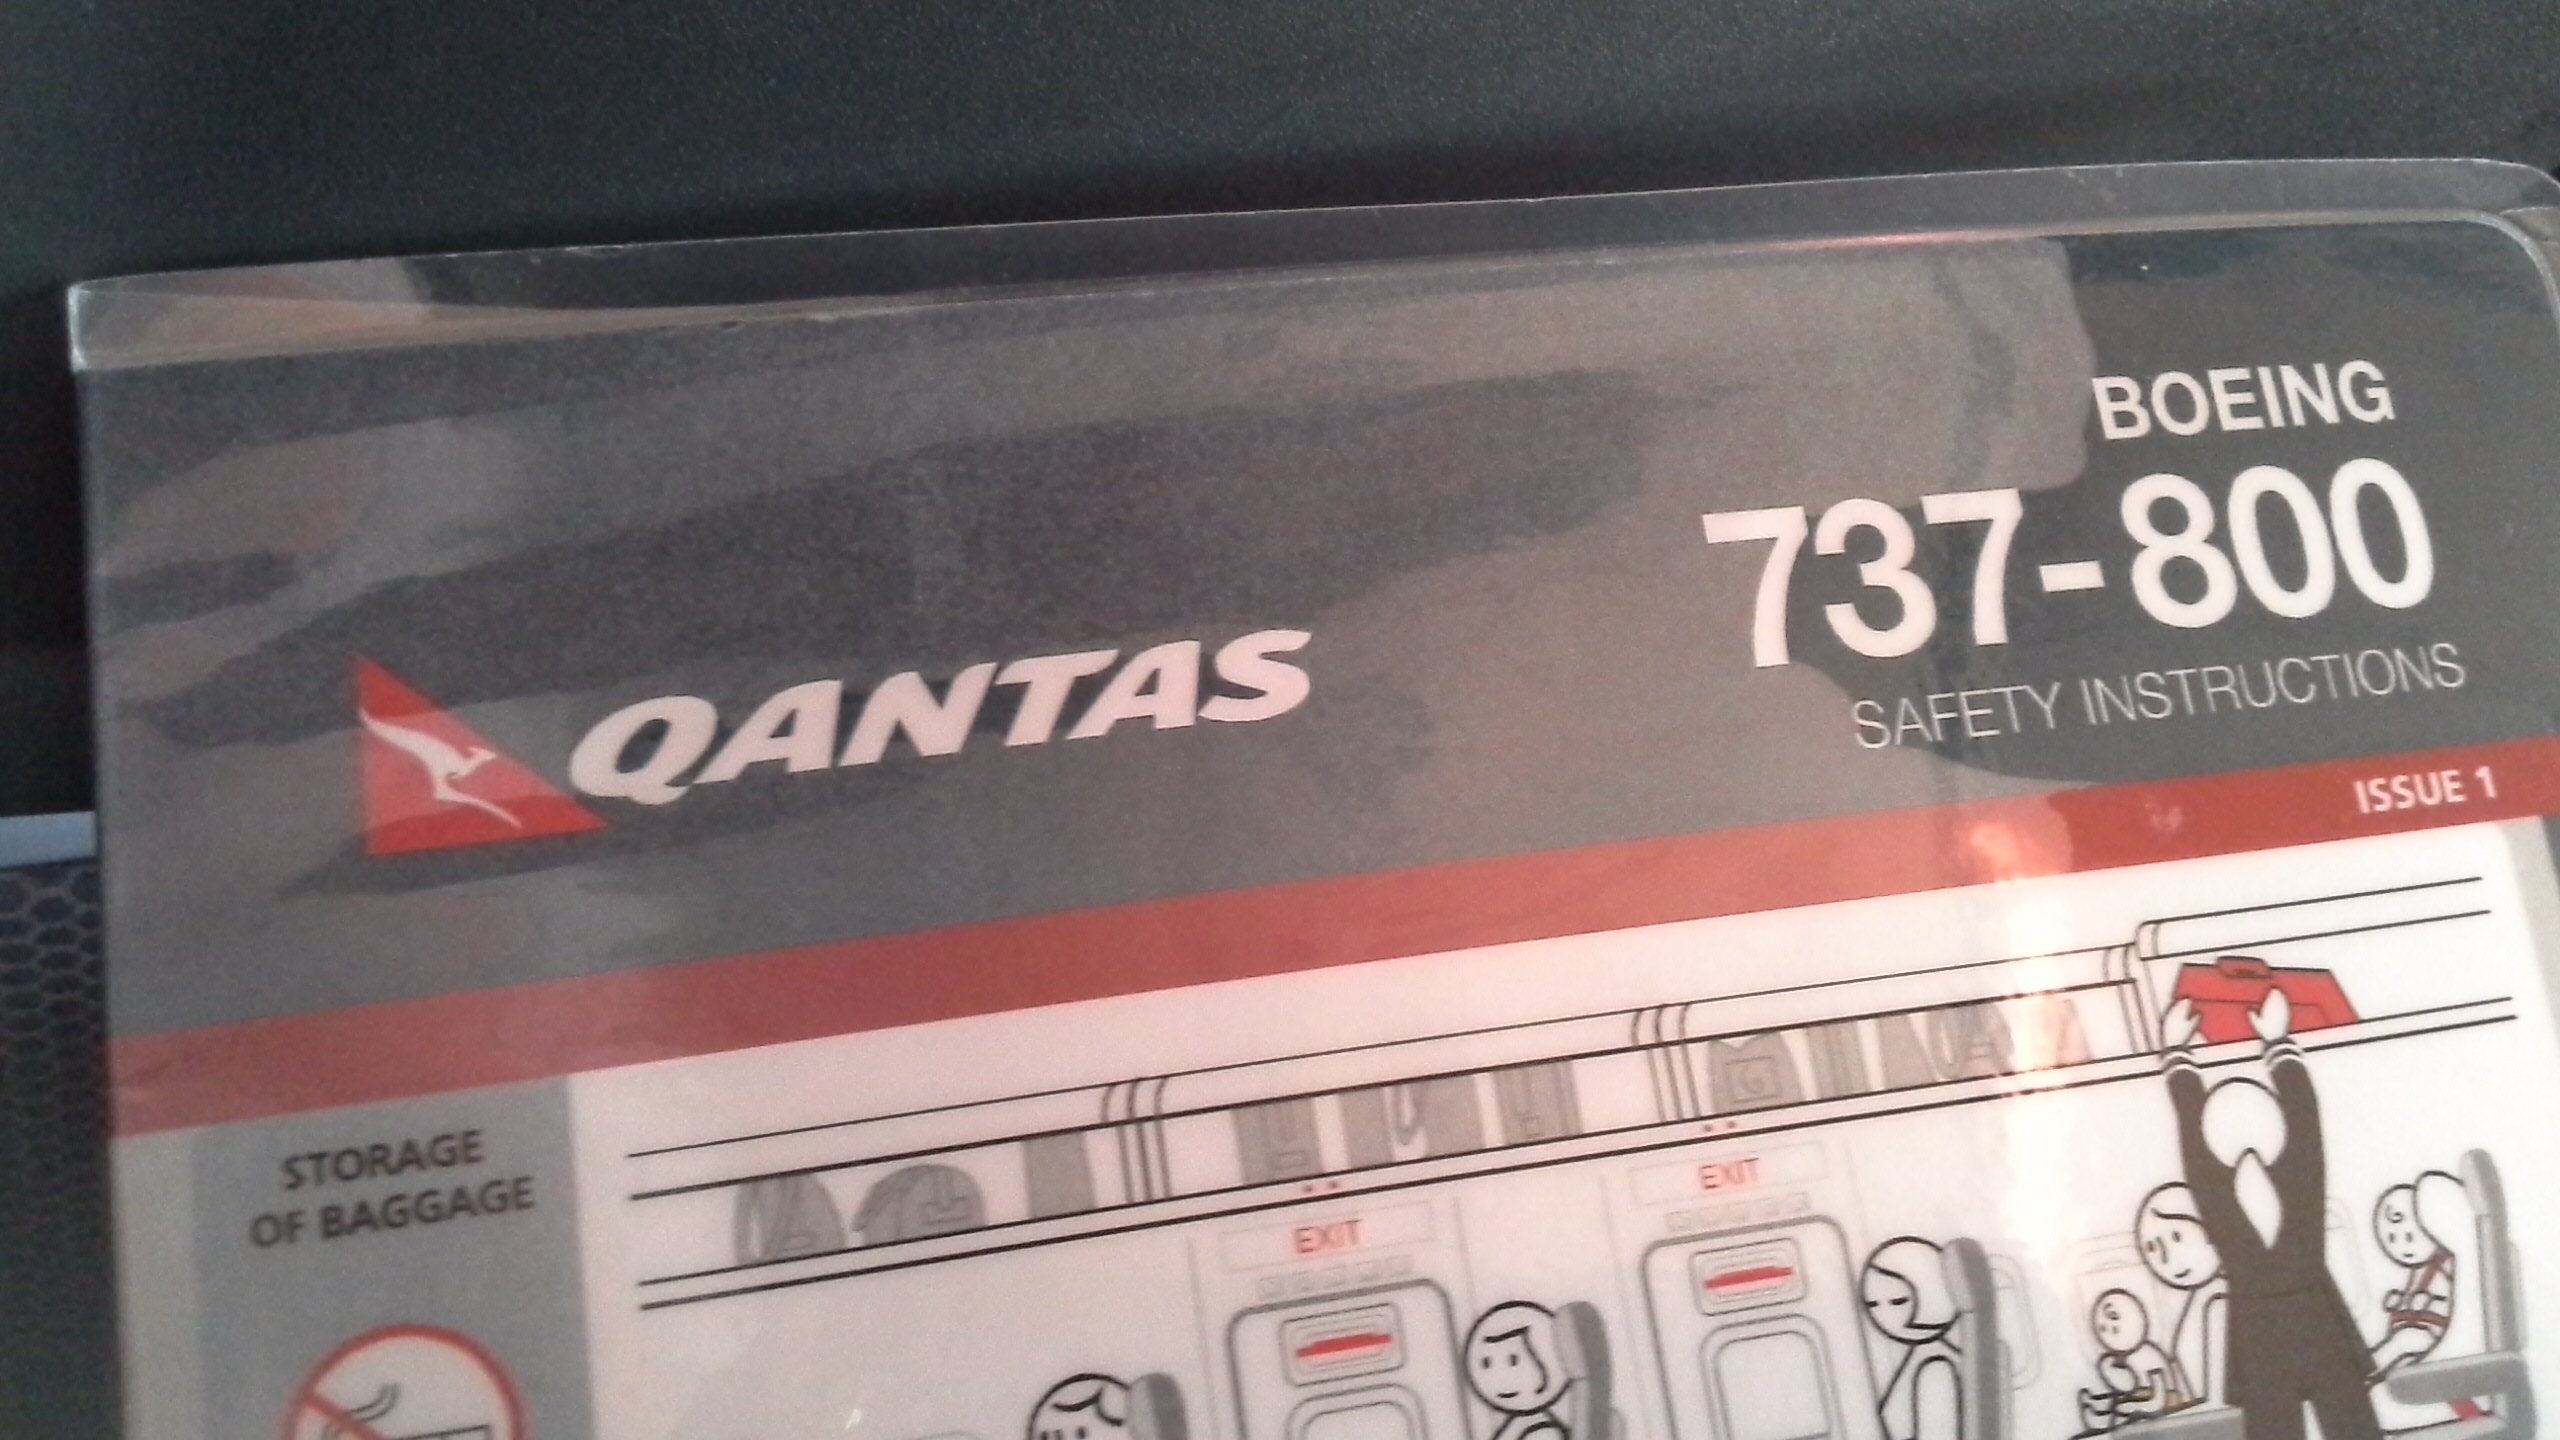 BOEING
737-800
SAFETY INSTRUCTIONS
QANTAS
ISSUE 1
STORAGE
OF BAGGAGE
EXIT
EXIT